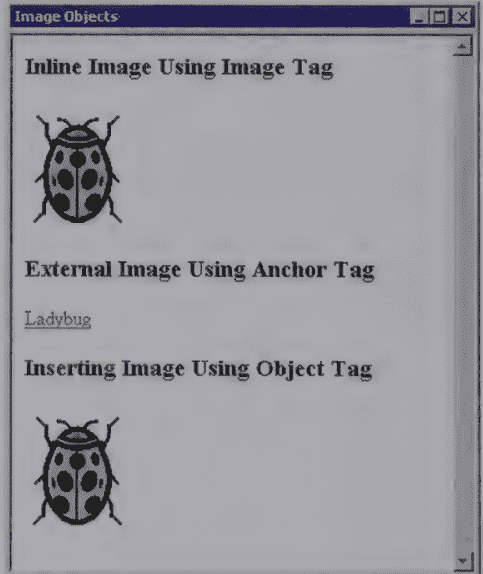 Image Objects
Inline Image Using Image Tag
External Image Using Anchor Tag
Ladybug
Inserting Image Using Object Tag